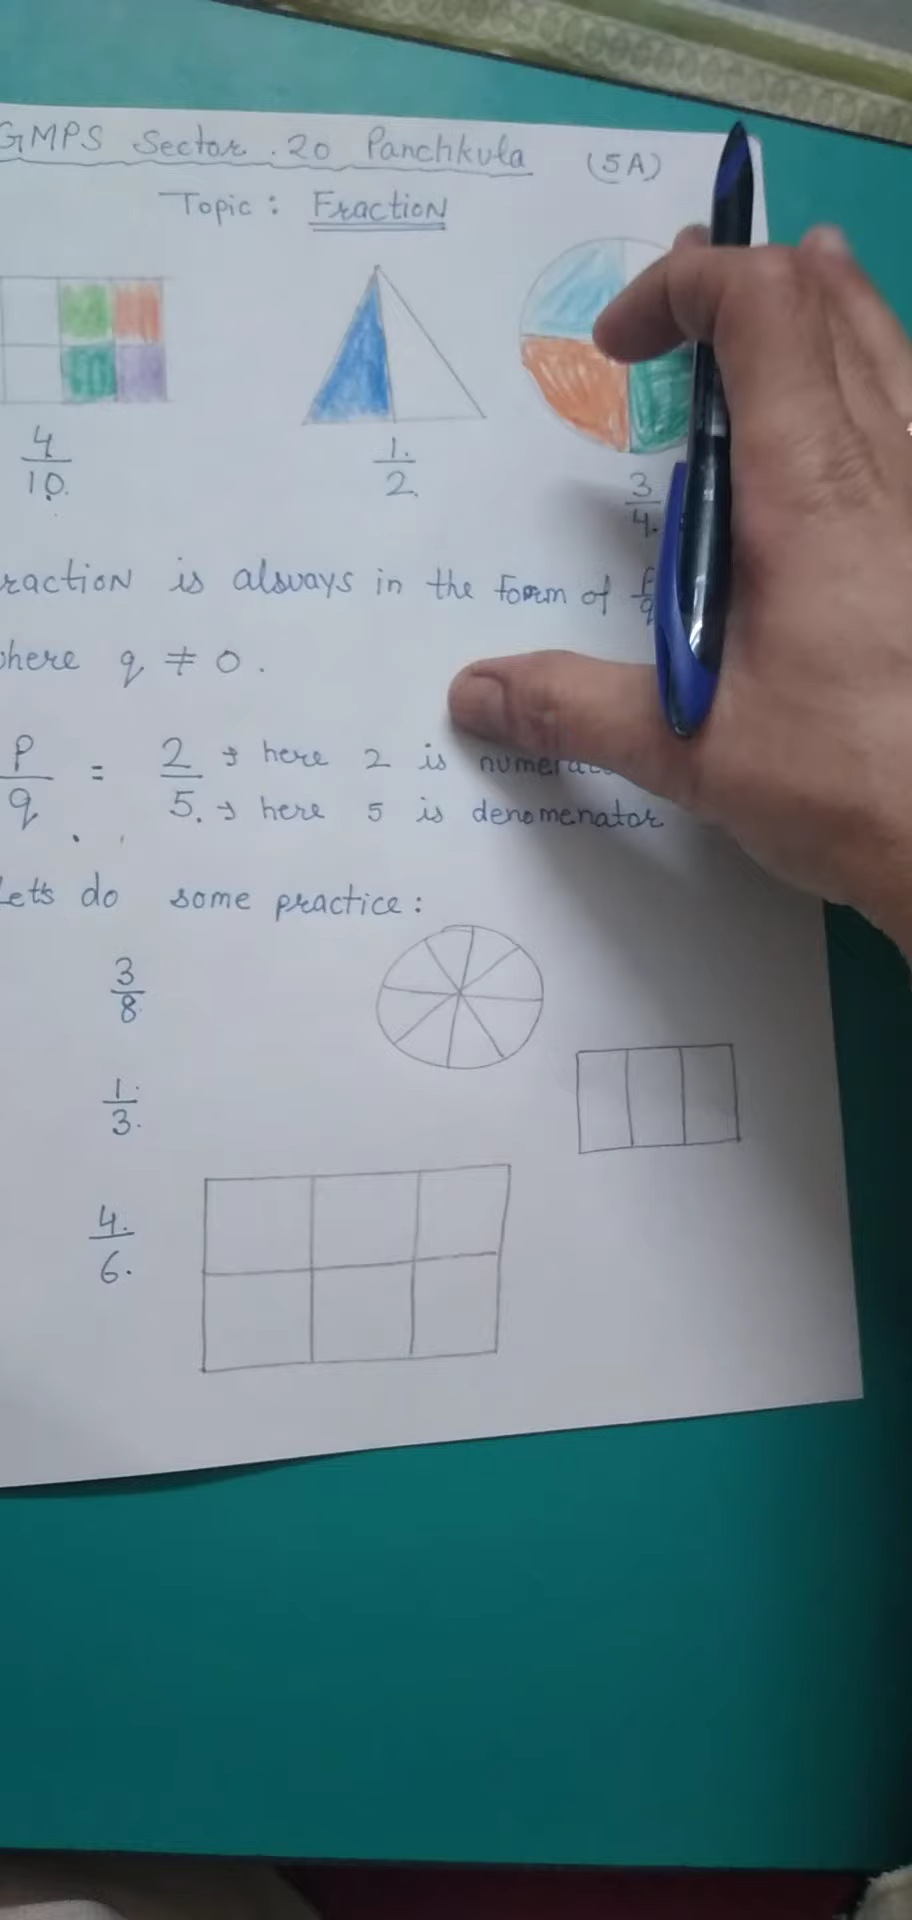 GMPS Sector.20 Panchkula (5A)
Topic: Fraction
4/10.
1./2.
3/4.
raction is always in the form of
where q ≠ 0.
p/q = 2/5. → here 2 is
→ here 5 is denomenator
Let's do some practice:
3/8
1/3.
4./6.